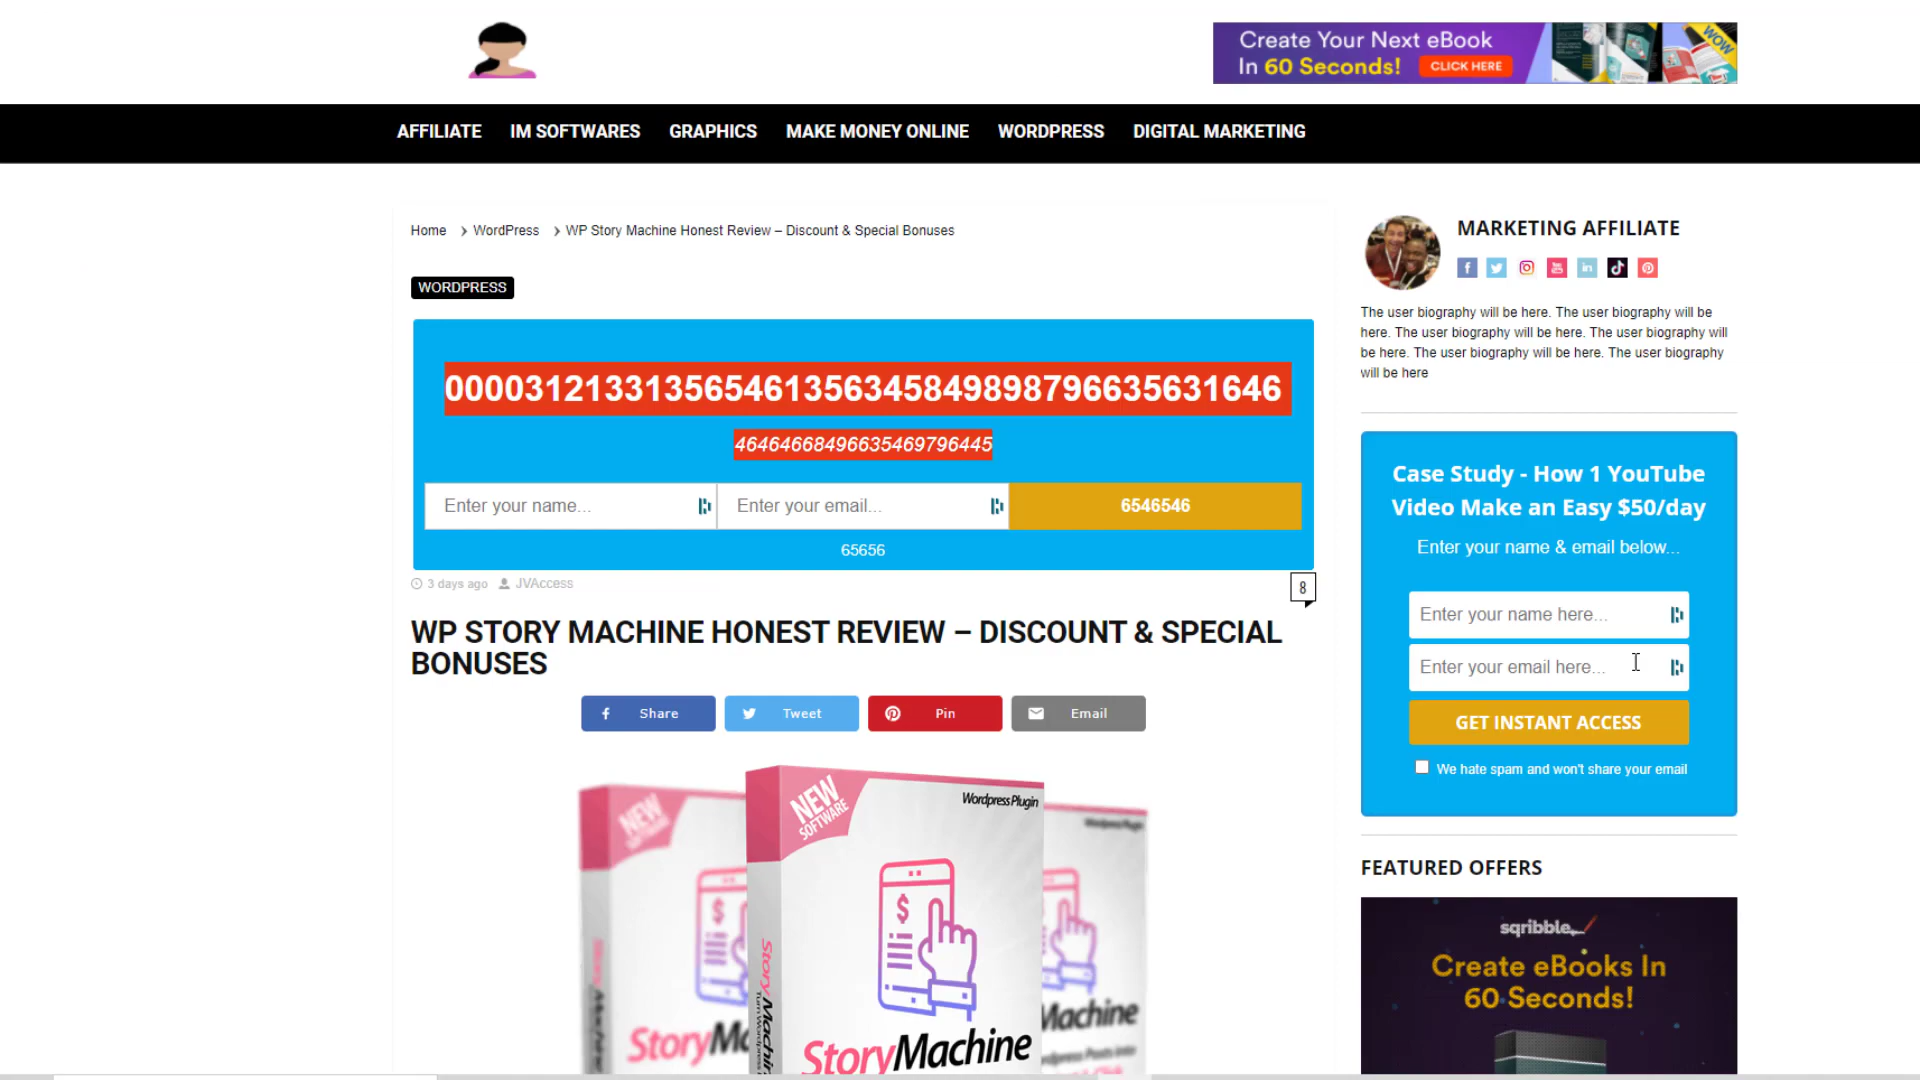 Create Your Next eBook
In 60 Seconds! CLICK HERE
WOW
AFFILIATE IM SOFTWARES GRAPHICS MAKE MONEY ONLINE WORDPRESS DIGITAL MARKETING
Home > WordPress > WP Story Machine Honest Review – Discount & Special Bonuses
WORDPRESS
000031213313565461356345849898796635631646
46464668496635469796445
Enter your name... Enter your email... 6546546
65656
3 days ago JVAccess
8
WP STORY MACHINE HONEST REVIEW – DISCOUNT & SPECIAL
BONUSES
Share Tweet Pin Email
NEW
SOFTWARE
Wordpress Plugin
StoryMachine
MARKETING AFFILIATE
The user biography will be here. The user biography will be
here. The user biography will be here. The user biography will
be here. The user biography will be here. The user biography
will be here
Case Study - How 1 YouTube
Video Make an Easy $50/day
Enter your name & email below...
Enter your name here...
Enter your email here...
GET INSTANT ACCESS
We hate spam and won't share your email
FEATURED OFFERS
sqribble
Create eBooks In
60 Seconds!